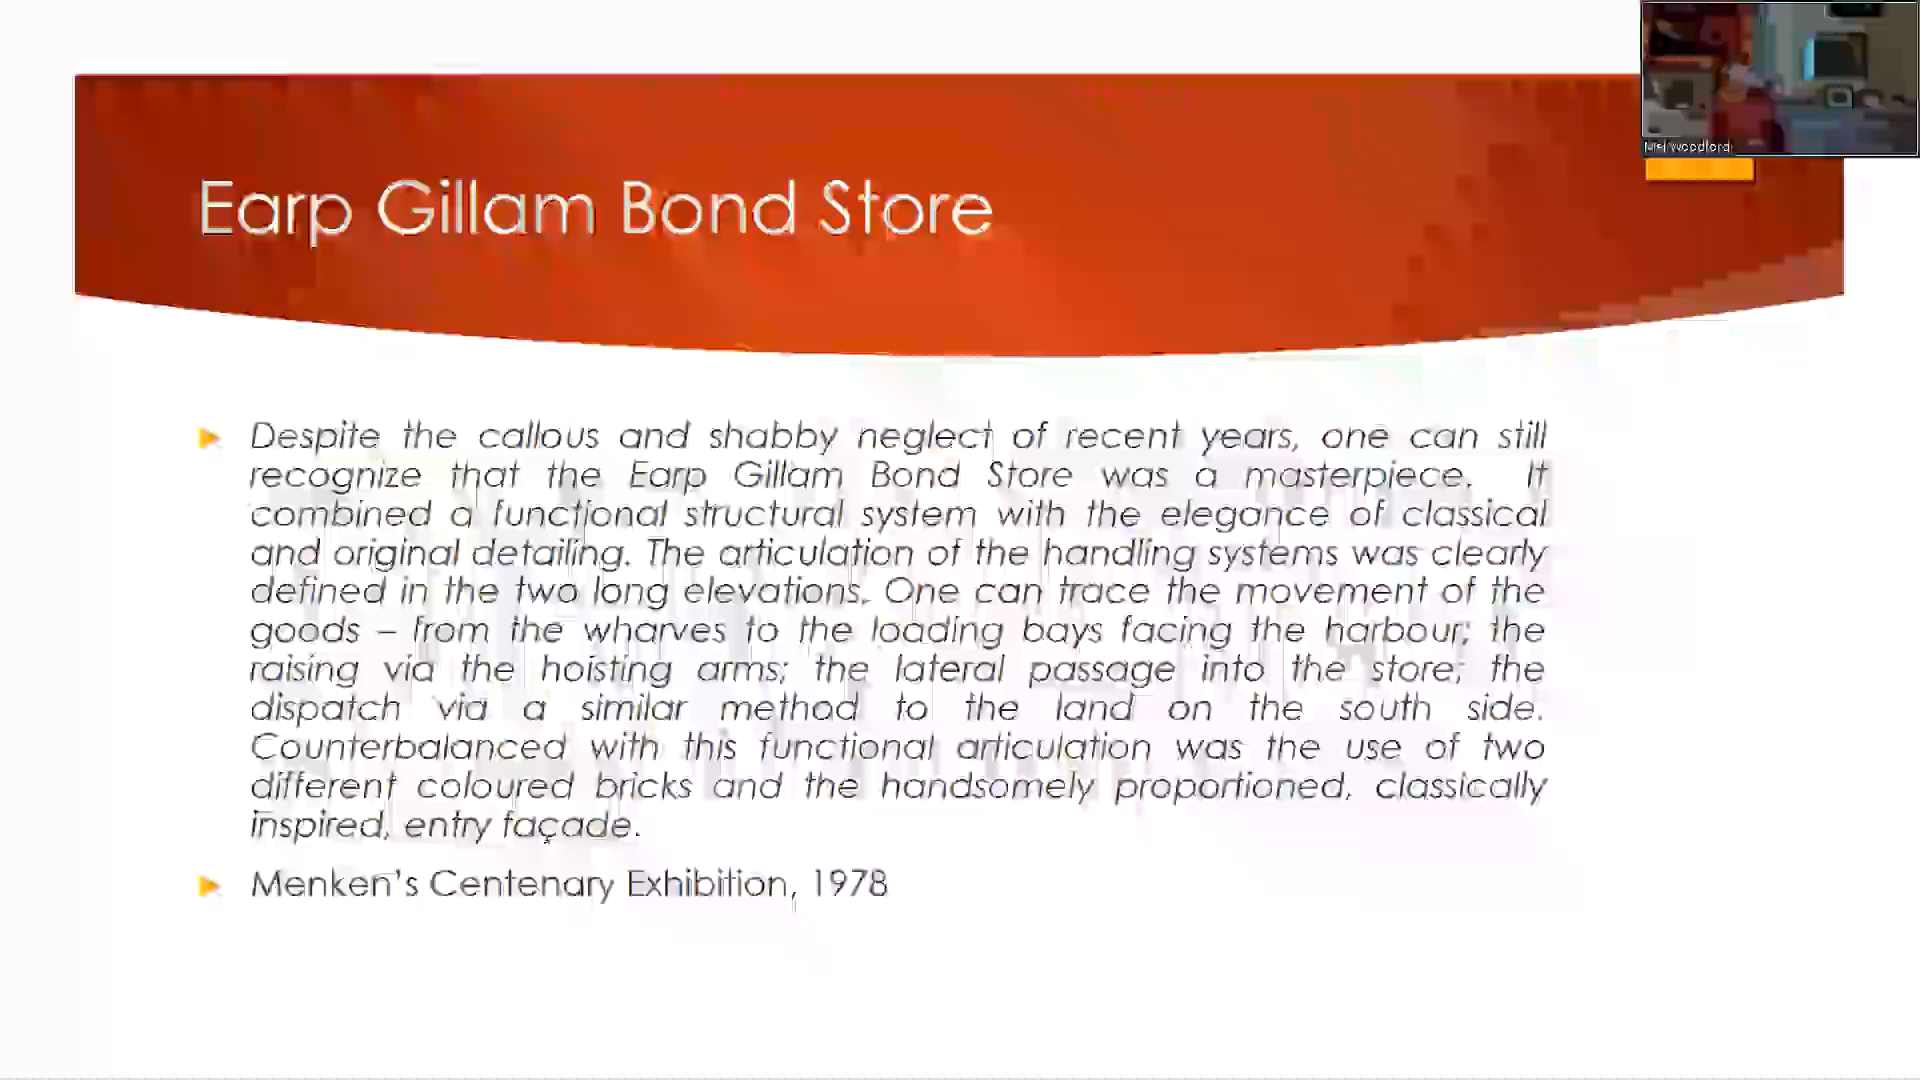 Earp Gillam Bond Store
Despite the callous and shabby neglect of recent years, one can still
recognize that the Earp Gillam Bond Store was a masterpiece. It
combined a functional structural system with the elegance of classical
and original detailing. The articulation of the handling systems was clearly
defined in the two long elevations. One can trace the movement of the
goods – from the wharves to the loading bays facing the harbour; the
raising via the hoisting arms; the lateral passage into the store; the
dispatch via a similar method to the land on the south side.
Counterbalanced with this functional articulation was the use of two
different coloured bricks and the handsomely proportioned, classically
inspired, entry façade.
Menken's Centenary Exhibition, 1978
woodford